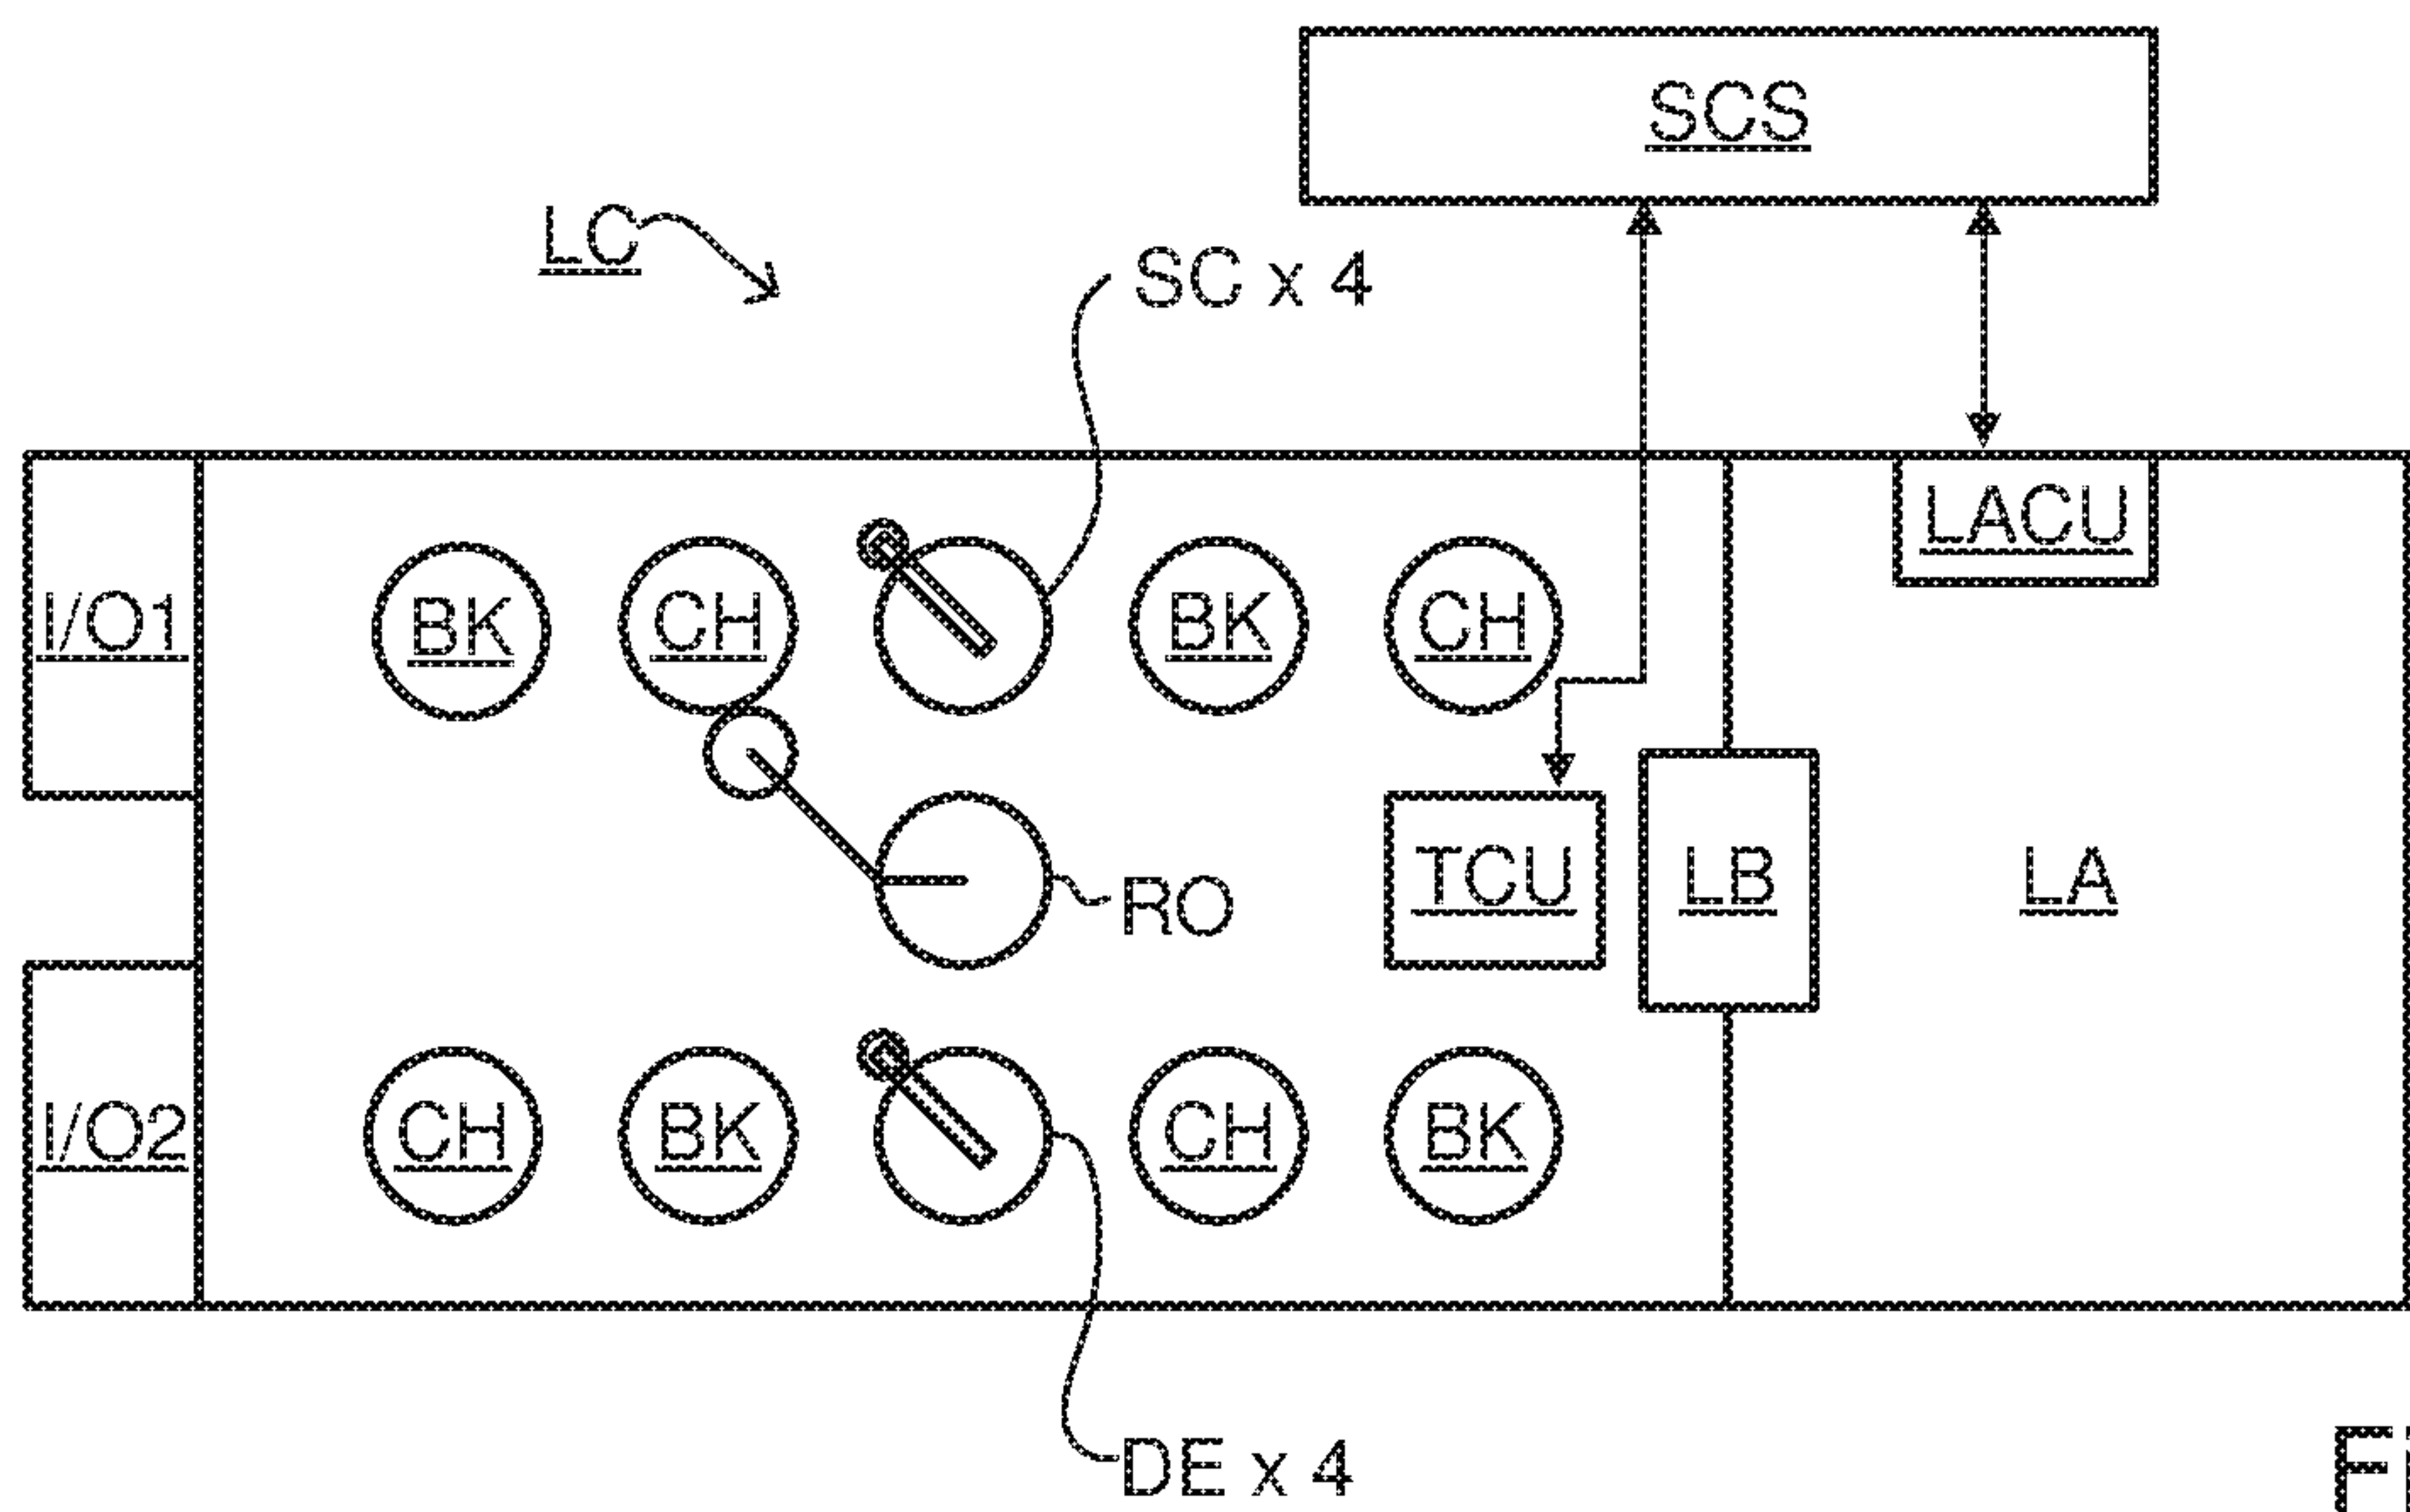 SCS
LC
SC x 4
LACU
I/O1
BK
CH
BK
CH
TCU
LB
LA
RO
I/O2
CH
BK
CH
BK
DE x 4